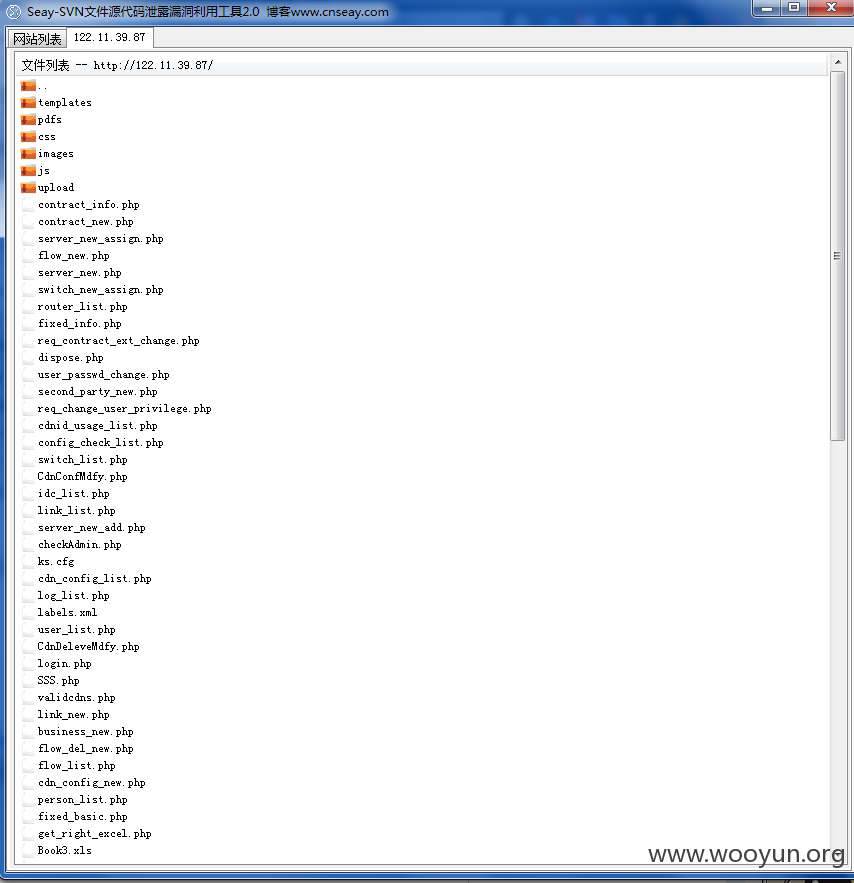 Seay-SVN文件源代码泄露漏洞利用工具2.0 博客www.cnseay.com
网站列表 122.11.39.87
文件列表 -- http://122.11.39.87/
..
templates
pdfs
css
images
js
upload
contract_info.php
contract_new.php
server_new_assign.php
flow_new.php
server_new.php
switch_new_assign.php
router_list.php
fixed_info.php
req_contract_ext_change.php
dispose.php
user_passwd_change.php
second_party_new.php
req_change_user_privilege.php
cdnid_usage_list.php
config_check_list.php
switch_list.php
CdnConfMdfy.php
idc_list.php
link_list.php
server_new_add.php
checkAdmin.php
ks.cfg
cdn_config_list.php
log_list.php
labels.xml
user_list.php
CdnDeleveMdfy.php
login.php
SSS.php
validcdns.php
link_new.php
business_new.php
flow_del_new.php
flow_list.php
cdn_config_new.php
person_list.php
fixed_basic.php
get_right_excel.php
Book3.xls
www.wooyun.org